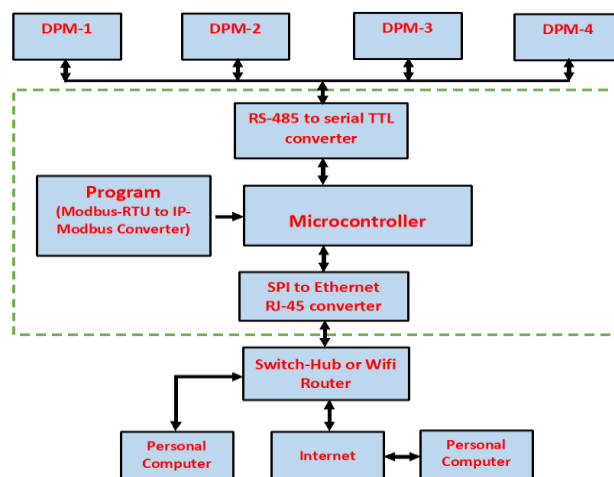 DPM-1
DPM-2
DPM-3
DPM-4
RS-485 to serial TTL
converter
Program
(Modbus-RTU to IP-
Modbus Converter)
Microcontroller
SPI to Ethernet
RJ-45 converter
Switch-Hub or Wifi
Router
Personal
Computer
Internet
Personal
Computer